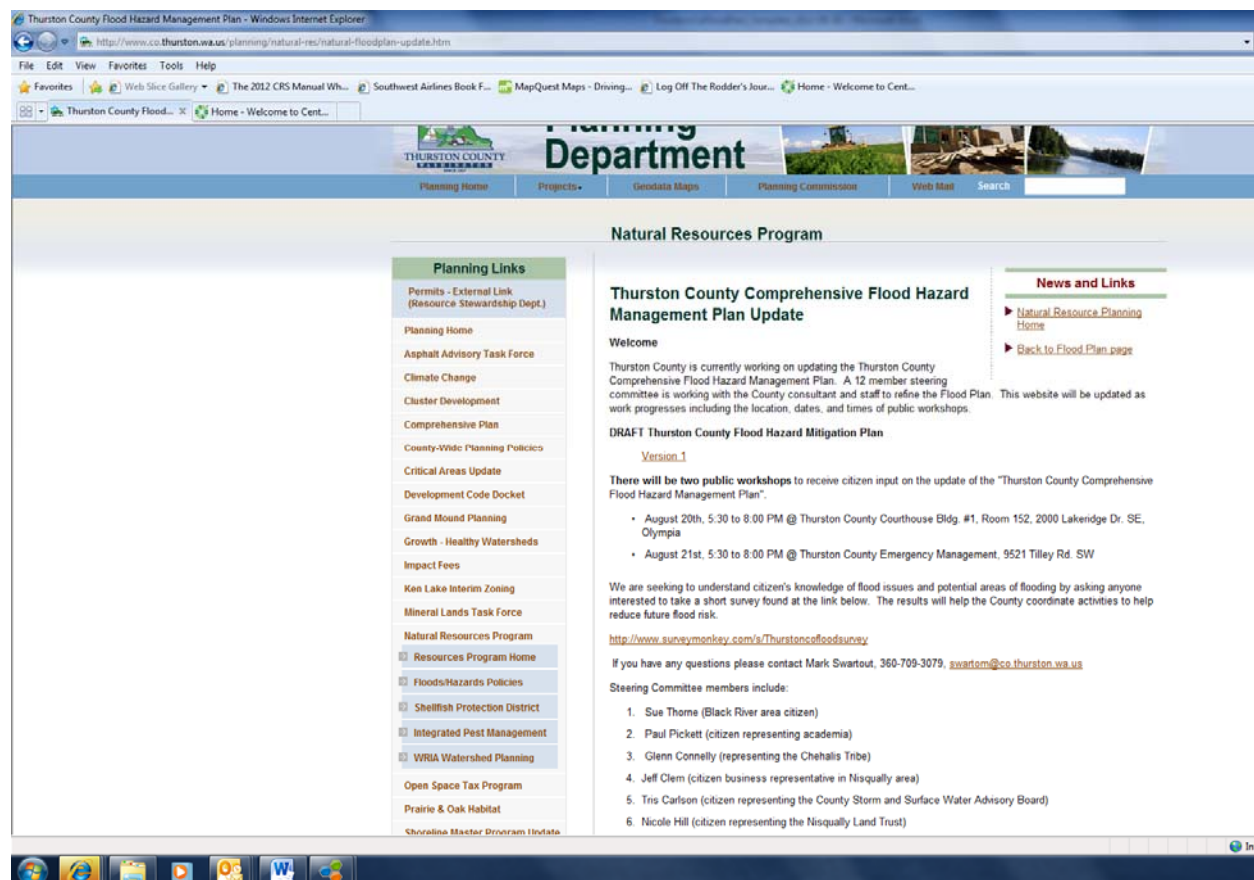 Thurston County Flood Hazard Management Plan - Windows Internet Explorer
http://www.co.thurston.wa.us/planning/natural-res/natural-floodplan-update.htm
File Edit View Favorites Tools Help
Favorites Web Slice Gallery The 2012 CRS Manual Wh... Southwest Airlines Book F... MapQuest Maps - Driving... Log Off The Rodder's Jour... Home - Welcome to Cent...
Thurston County Flood... X Home - Welcome to Cent...
THURSTON COUNTY
WASHINGTON
Planning
Department
Planning Home Projects Geodata Maps Planning Commission Web Mail Search
Natural Resources Program
Planning Links
Permits - External Link
(Resource Stewardship Dept.)
Planning Home
Asphalt Advisory Task Force
Climate Change
Cluster Development
Comprehensive Plan
County-Wide Planning Policies
Critical Areas Update
Development Code Docket
Grand Mound Planning
Growth - Healthy Watersheds
Impact Fees
Ken Lake Interim Zoning
Mineral Lands Task Force
Natural Resources Program
Resources Program Home
Floods/Hazards Policies
Shellfish Protection District
Integrated Pest Management
WRIA Watershed Planning
Open Space Tax Program
Prairie & Oak Habitat
Shoreline Master Program Update
Thurston County Comprehensive Flood Hazard
Management Plan Update
Welcome
Thurston County is currently working on updating the Thurston County
Comprehensive Flood Hazard Management Plan. A 12 member steering
committee is working with the County consultant and staff to refine the Flood Plan. This website will be updated as
work progresses including the location, dates, and times of public workshops.
DRAFT Thurston County Flood Hazard Mitigation Plan
Version 1
There will be two public workshops to receive citizen input on the update of the "Thurston County Comprehensive
Flood Hazard Management Plan".
• August 20th, 5:30 to 8:00 PM @ Thurston County Courthouse Bldg. #1, Room 152, 2000 Lakeridge Dr. SE,
Olympia
• August 21st, 5:30 to 8:00 PM @ Thurston County Emergency Management, 9521 Tilley Rd. SW
We are seeking to understand citizen's knowledge of flood issues and potential areas of flooding by asking anyone
interested to take a short survey found at the link below. The results will help the County coordinate activities to help
reduce future flood risk.
http://www.surveymonkey.com/s/Thurstoncofloodsurvey
If you have any questions please contact Mark Swartout, 360-709-3079, swartom@co.thurston.wa.us
Steering Committee members include:
1. Sue Thorne (Black River area citizen)
2. Paul Pickett (citizen representing academia)
3. Glenn Connelly (representing the Chehalis Tribe)
4. Jeff Clem (citizen business representative in Nisqually area)
5. Tris Carlson (citizen representing the County Storm and Surface Water Advisory Board)
6. Nicole Hill (citizen representing the Nisqually Land Trust)
News and Links
Natural Resource Planning
Home
Back to Flood Plan page
In